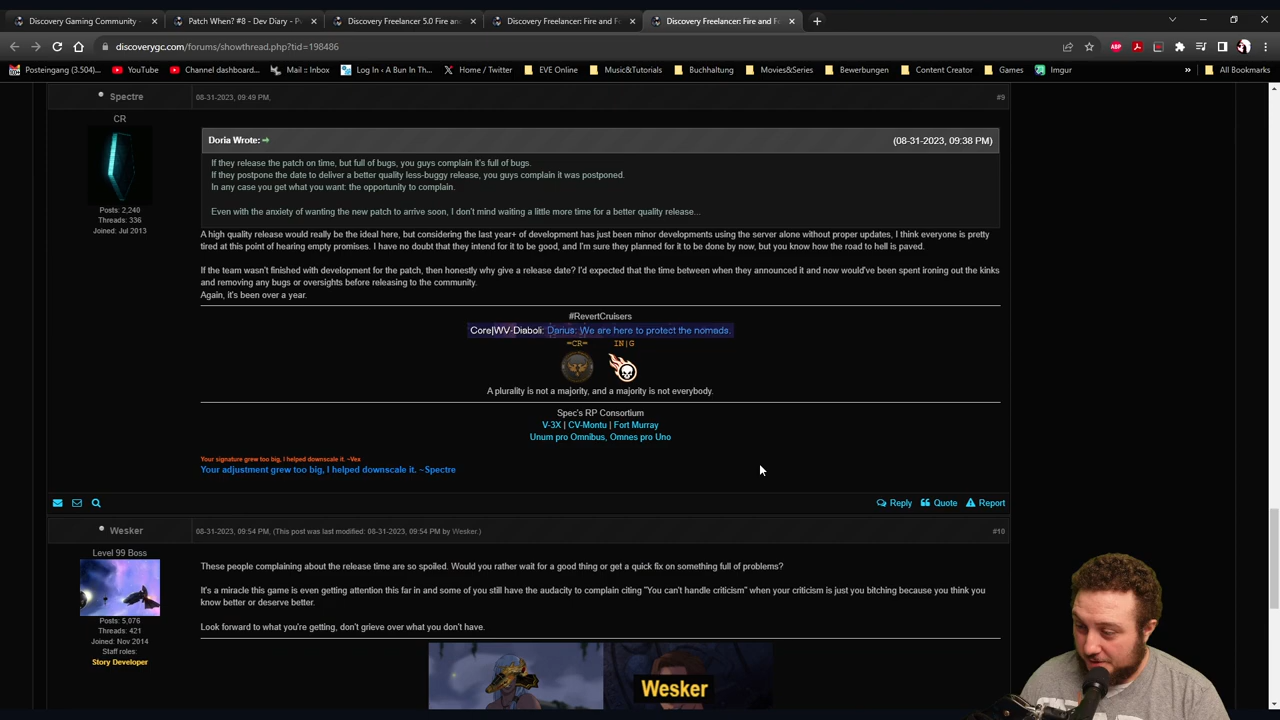 Discovery Gaming Community -
Patch When? #8 - Dev Diary -
Discovery Freelancer 5.0 Fire and
Discovery Freelancer: Fire and F
Discovery Freelancer: Fire and F
discoverygc.com/forums/showthread.php?tid=198486
Posteingang (3.504)...
YouTube
Channel dashboard...
Mail :: Inbox
Log In ‹ A Bun In Th...
Home / Twitter
EVE Online
Music&Tutorials
Buchhaltung
Movies&Series
Bewerbungen
Content Creator
Games
Imgur
»
All Bookmarks
Spectre
08-31-2023, 09:49 PM,
#9
CR
Posts: 2,240
Threads: 336
Joined: Jul 2013
Doria Wrote:
(08-31-2023, 09:38 PM)
If they release the patch on time, but full of bugs, you guys complain it's full of bugs.
If they postpone the date to deliver a better quality less-buggy release, you guys complain it was postponed.
In any case you get what you want: the opportunity to complain.
Even with the anxiety of wanting the new patch to arrive soon, I don't mind waiting a little more time for a better quality release...
A high quality release would really be the ideal here, but considering the last year+ of development has just been minor developments using the server alone without proper updates, I think everyone is pretty
tired at this point of hearing empty promises. I have no doubt that they intend for it to be good, and I'm sure they planned for it to be done by now, but you know how the road to hell is paved.
If the team wasn't finished with development for the patch, then honestly why give a release date? I'd expected that the time between when they announced it and now would've been spent ironing out the kinks
and removing any bugs or oversights before releasing to the community.
Again, it's been over a year.
#RevertCruisers
Core|WV-Diaboli: Darius: We are here to protect the nomads.
=CR= IN|G
A plurality is not a majority, and a majority is not everybody.
Spec's RP Consortium
V-3X | CV-Montu | Fort Murray
Unum pro Omnibus, Omnes pro Uno
Your signature grew too big, I helped downscale it. ~Vex
Your adjustment grew too big, I helped downscale it. ~Spectre
Reply Quote Report
Wesker
08-31-2023, 09:54 PM, (This post was last modified: 08-31-2023, 09:54 PM by Wesker.)
#10
Level 99 Boss
Posts: 5,076
Threads: 421
Joined: Nov 2014
Staff roles:
Story Developer
These people complaining about the release time are so spoiled. Would you rather wait for a good thing or get a quick fix on something full of problems?
It's a miracle this game is even getting attention this far in and some of you still have the audacity to complain citing "You can't handle criticism" when your criticism is just you bitching because you think you
know better or deserve better.
Look forward to what you're getting, don't grieve over what you don't have.
Wesker